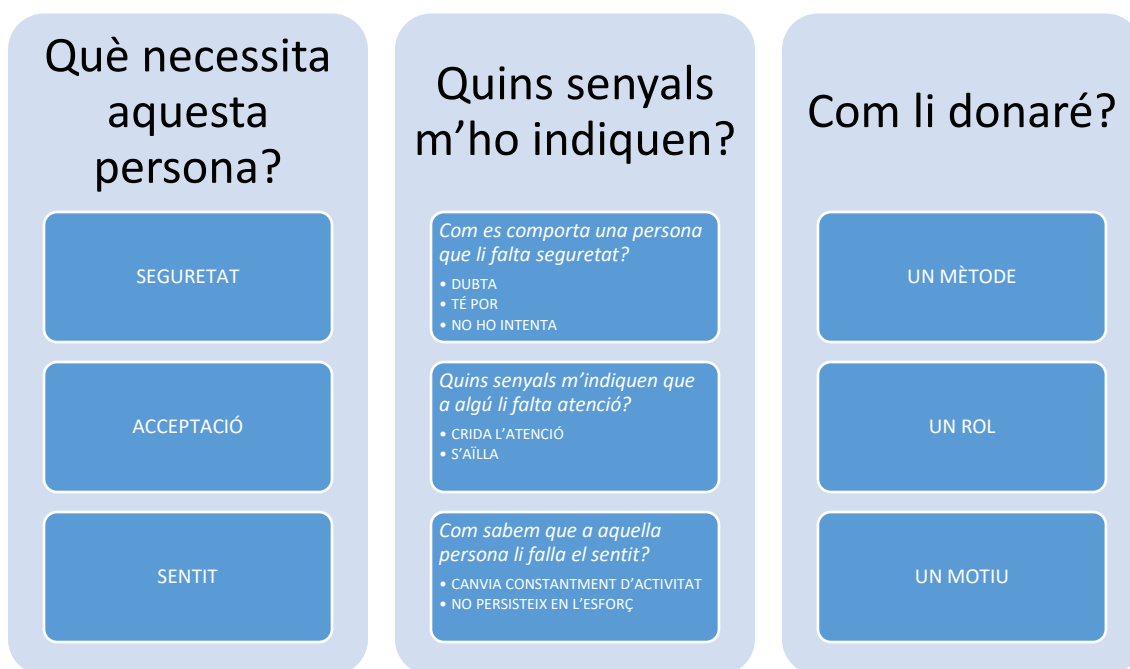 Què necessita
aquesta
persona?
SEGURETAT
ACCEPTACIÓ
SENTIT
Quins senyals
m’ho indiquen?
Com es comporta una persona
que li falta seguretat?
• DUBTA
• TÉ POR
• NO HO INTENTA
Quins senyals m’indiquen que
a algú li falta atenció?
• CRIDA L’ATENCIÓ
• S’AÏLLA
Com sabem que a aquella
persona li falla el sentit?
• CANVIA CONSTANTMENT D’ACTIVITAT
• NO PERSISTEIX EN L’ESFORÇ
Com li donaré?
UN MÈTODE
UN ROL
UN MOTIU